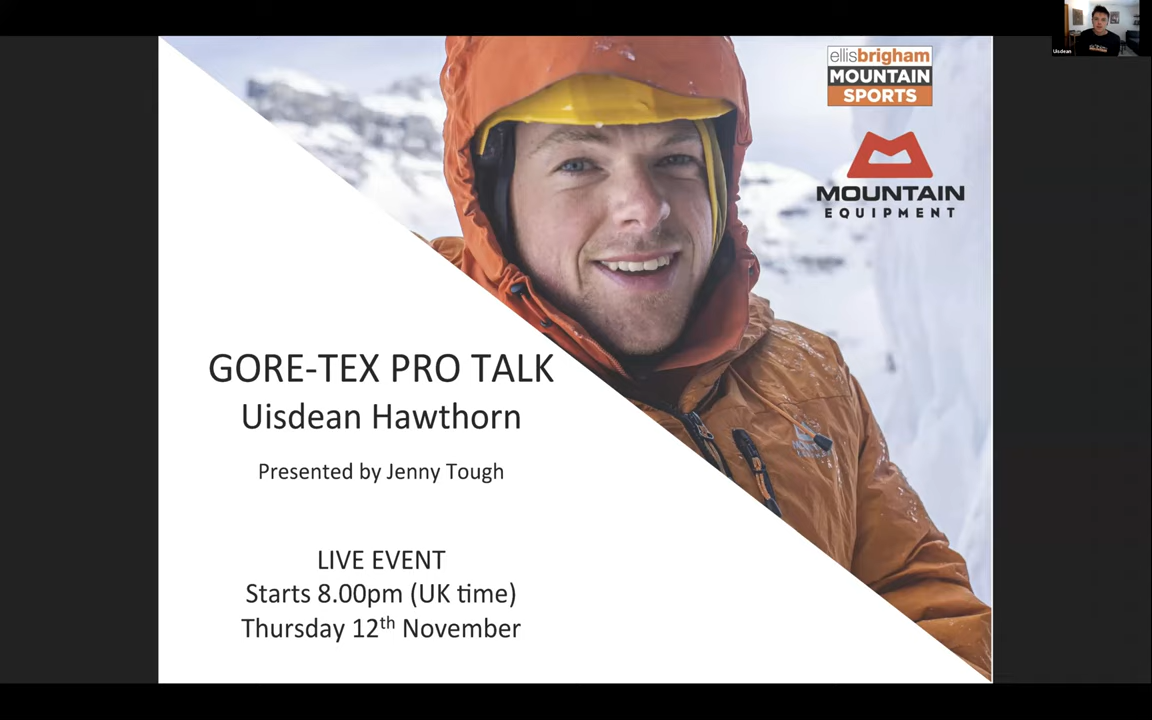 Uisdean
ellisbrigham
MOUNTAIN
SPORTS
MOUNTAIN
EQUIPMENT
GORE-TEX PRO TALK
Uisdean Hawthorn
Presented by Jenny Tough
LIVE EVENT
Starts 8.00pm (UK time)
Thursday 12th November